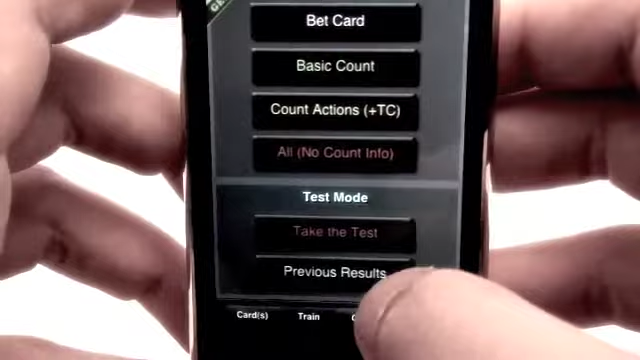 Bet Card
Basic Count
Count Actions (+TC)
All (No Count Info)
Test Mode
Take the Test
Previous Results
Card(s) Train